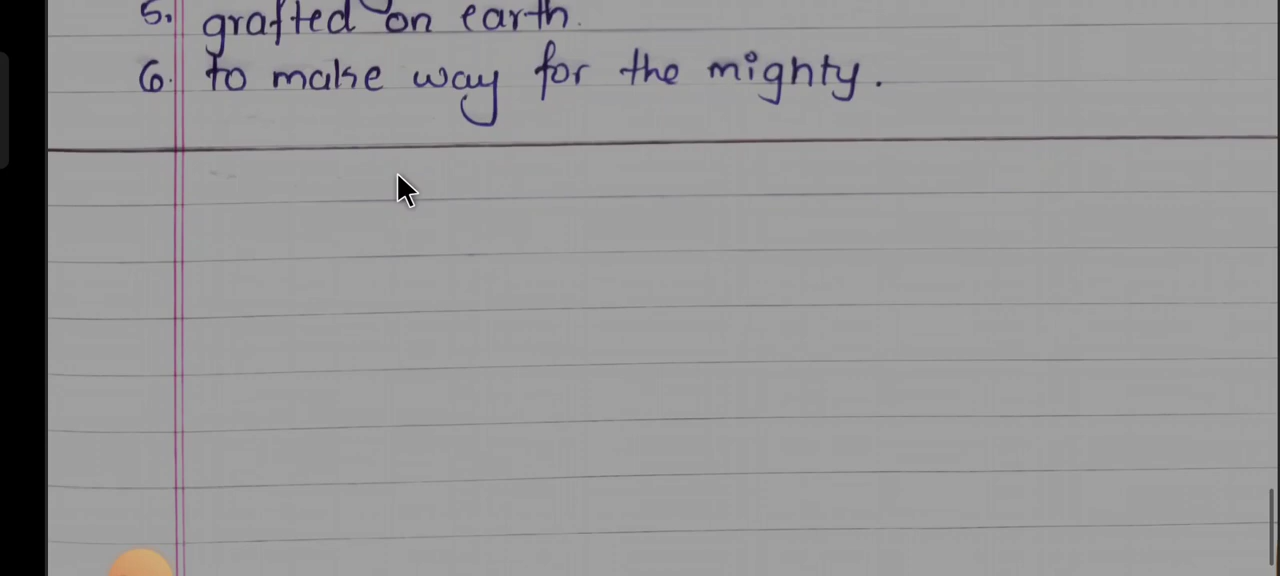 5. grafted on earth.
6. to make way for the mighty.